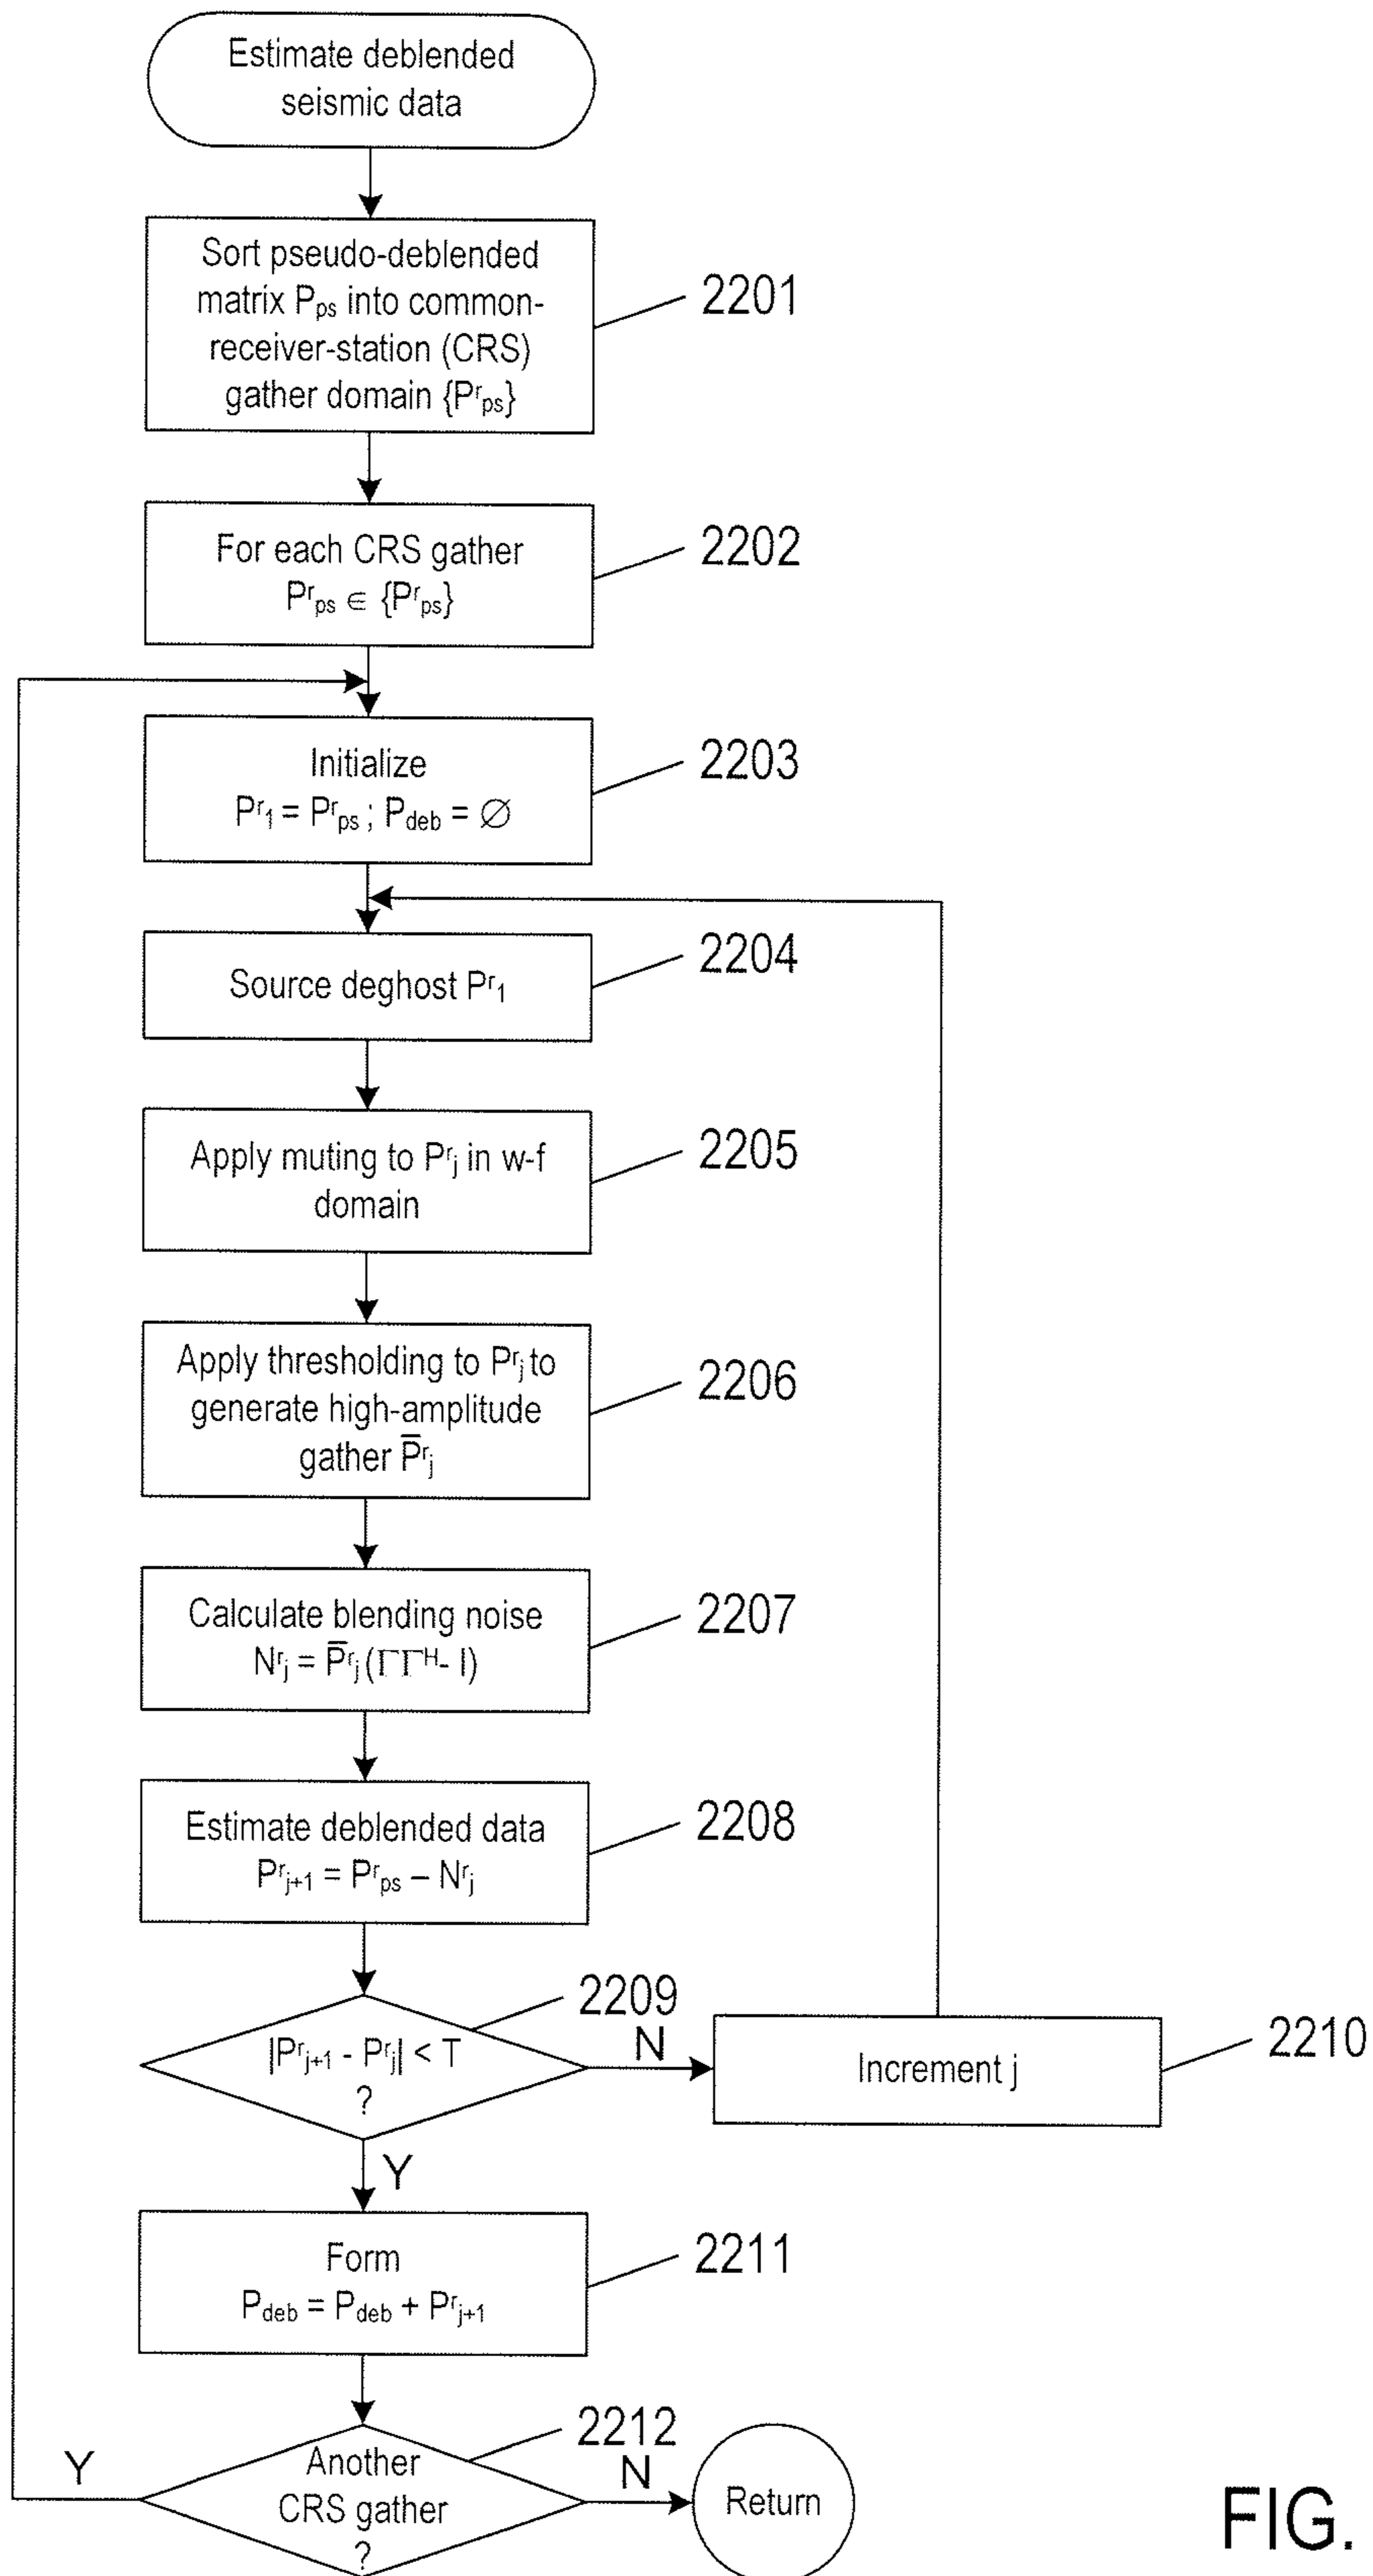 Estimate deblended
seismic data
Sort pseudo-deblended
matrix Pps into common-
receiver-station (CRS)
gather domain {Prps}
2201
For each CRS gather
Prps ∈ {Prps}
2202
Initialize
Pr1 = Prps ; Pdeb = ∅
2203
Source deghost Pr1
2204
Apply muting to Prj in w-f
domain
2205
Apply thresholding to Prj to
generate high-amplitude
gather P̅rj
2206
Calculate blending noise
Nrj = P̅rj (ΓΓH - I)
2207
Estimate deblended data
Prj+1 = Prps – Nrj
2208
|Prj+1 - Prj| < T
?
2209
N
Increment j
2210
Y
Form
Pdeb = Pdeb + Prj+1
2211
Another
CRS gather
?
2212
Y
N
Return
FIG.